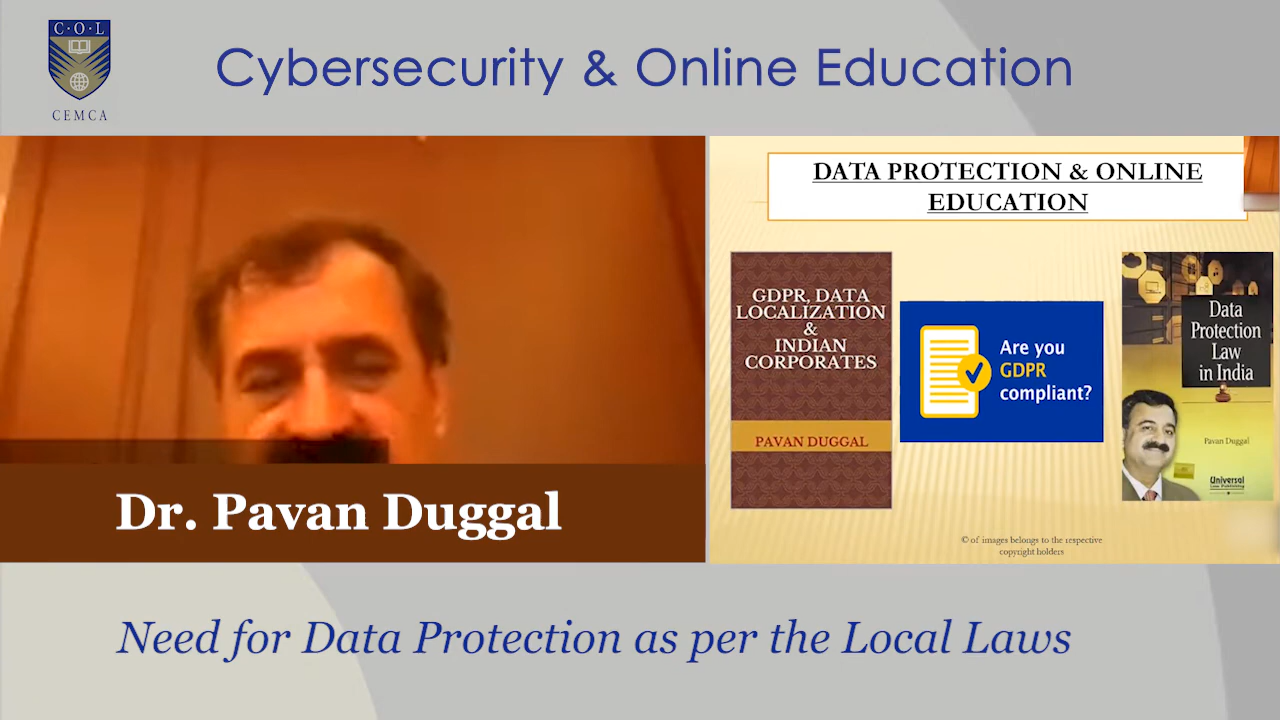 C·O·L
CEMCA
Cybersecurity & Online Education
Dr. Pavan Duggal
DATA PROTECTION & ONLINE
EDUCATION
GDPR, DATA
LOCALIZATION
&
INDIAN
CORPORATES
PAVAN DUGGAL
Are you
GDPR
compliant?
Data
Protection
Law
in India
Pavan Duggal
Universal
Law Publishing
© of images belongs to the respective
copyright holders
Need for Data Protection as per the Local Laws